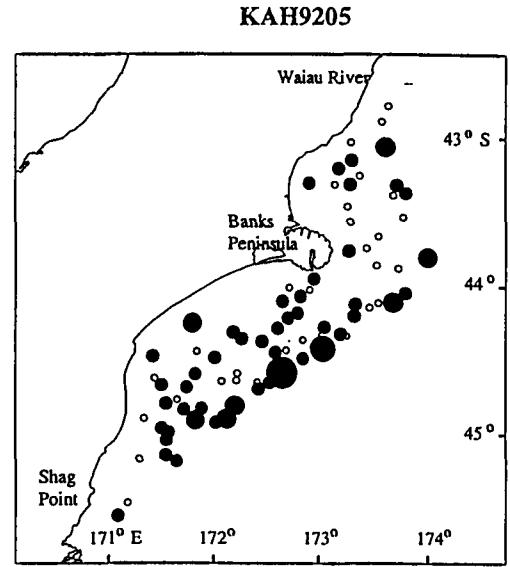 KAH9205
Waiau River
43° S
Banks
Peninsula
44°
45°
Shag
Point
171° E
172°
173°
174°